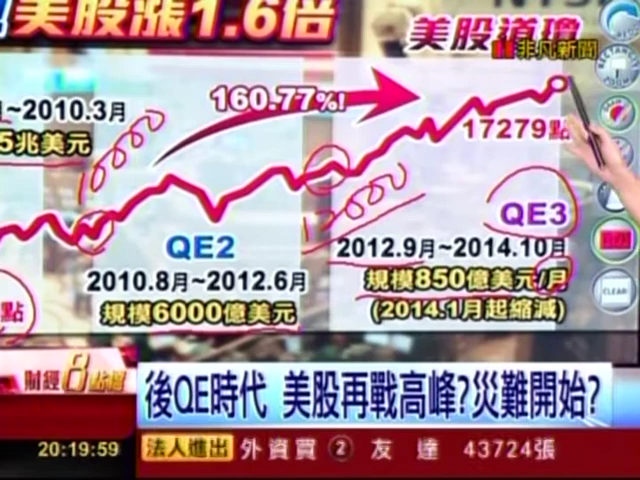 美股漲1.6倍
美股道瓊
非凡新聞
~2010.3月
5兆美元
160.77%!
17279點
QE2
2010.8月~2012.6月
規模6000億美元
QE3
2012.9月~2014.10月
規模850億美元/月
(2014.1月起縮減)
點
CLEAR
財經8點檔
後QE時代 美股再戰高峰?災難開始?
20:19:59
法人進出 外資買 ② 友 達 43724張